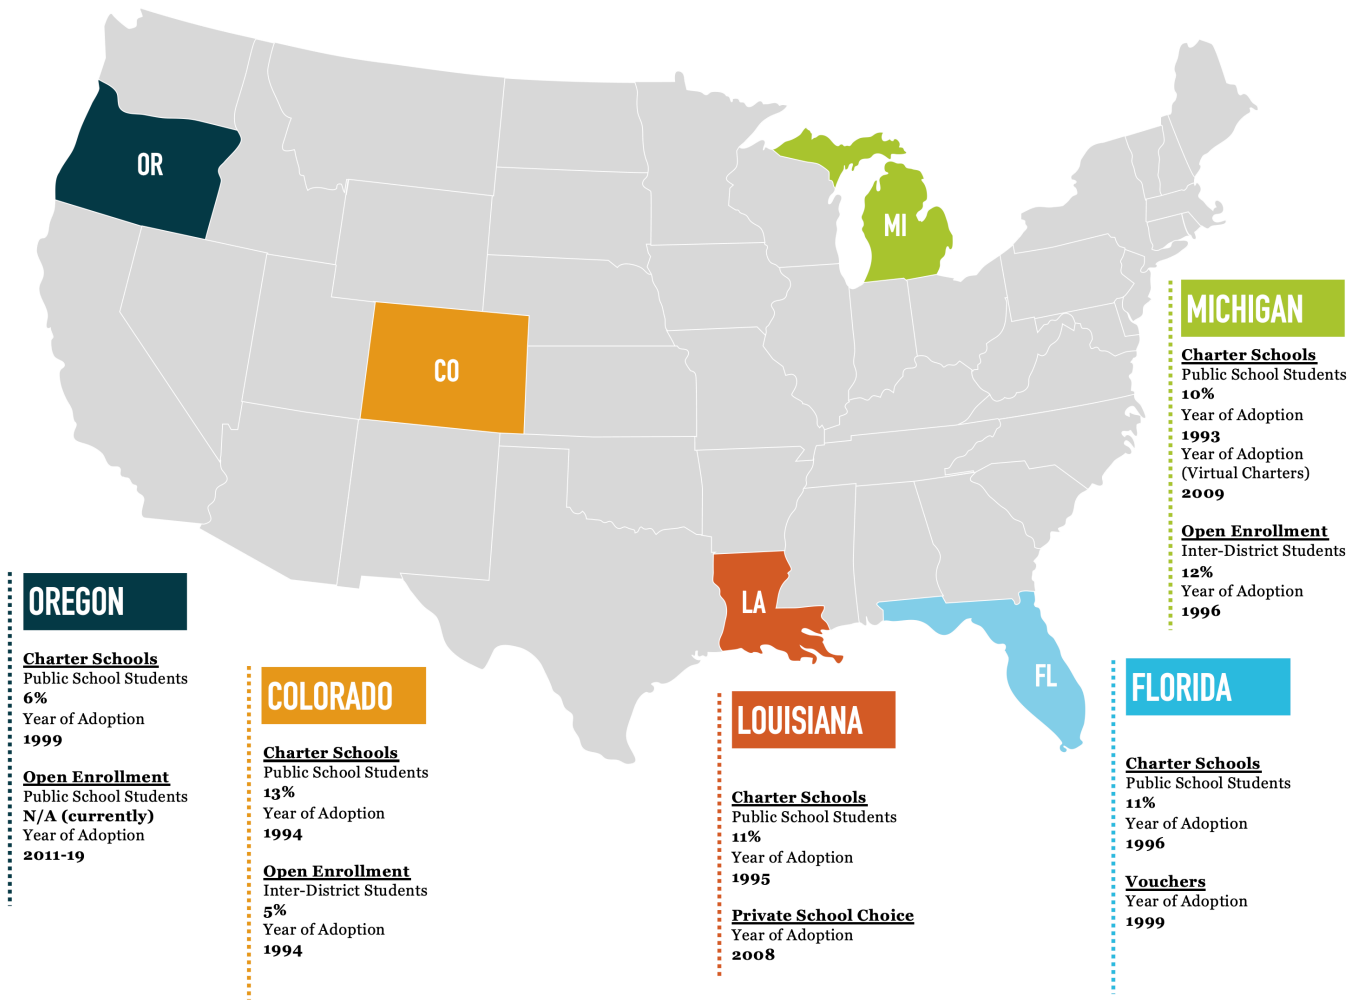 OR
MI
CO
LA
FL
MICHIGAN
Charter Schools
Public School Students
10%
Year of Adoption
1993
Year of Adoption
(Virtual Charters)
2009
Open Enrollment
Inter-District Students
12%
Year of Adoption
1996
OREGON
Charter Schools
Public School Students
6%
Year of Adoption
1999
Open Enrollment
Public School Students
N/A (currently)
Year of Adoption
2011-19
COLORADO
Charter Schools
Public School Students
13%
Year of Adoption
1994
Open Enrollment
Inter-District Students
5%
Year of Adoption
1994
LOUISIANA
Charter Schools
Public School Students
11%
Year of Adoption
1995
Private School Choice
Year of Adoption
2008
FLORIDA
Charter Schools
Public School Students
11%
Year of Adoption
1996
Vouchers
Year of Adoption
1999